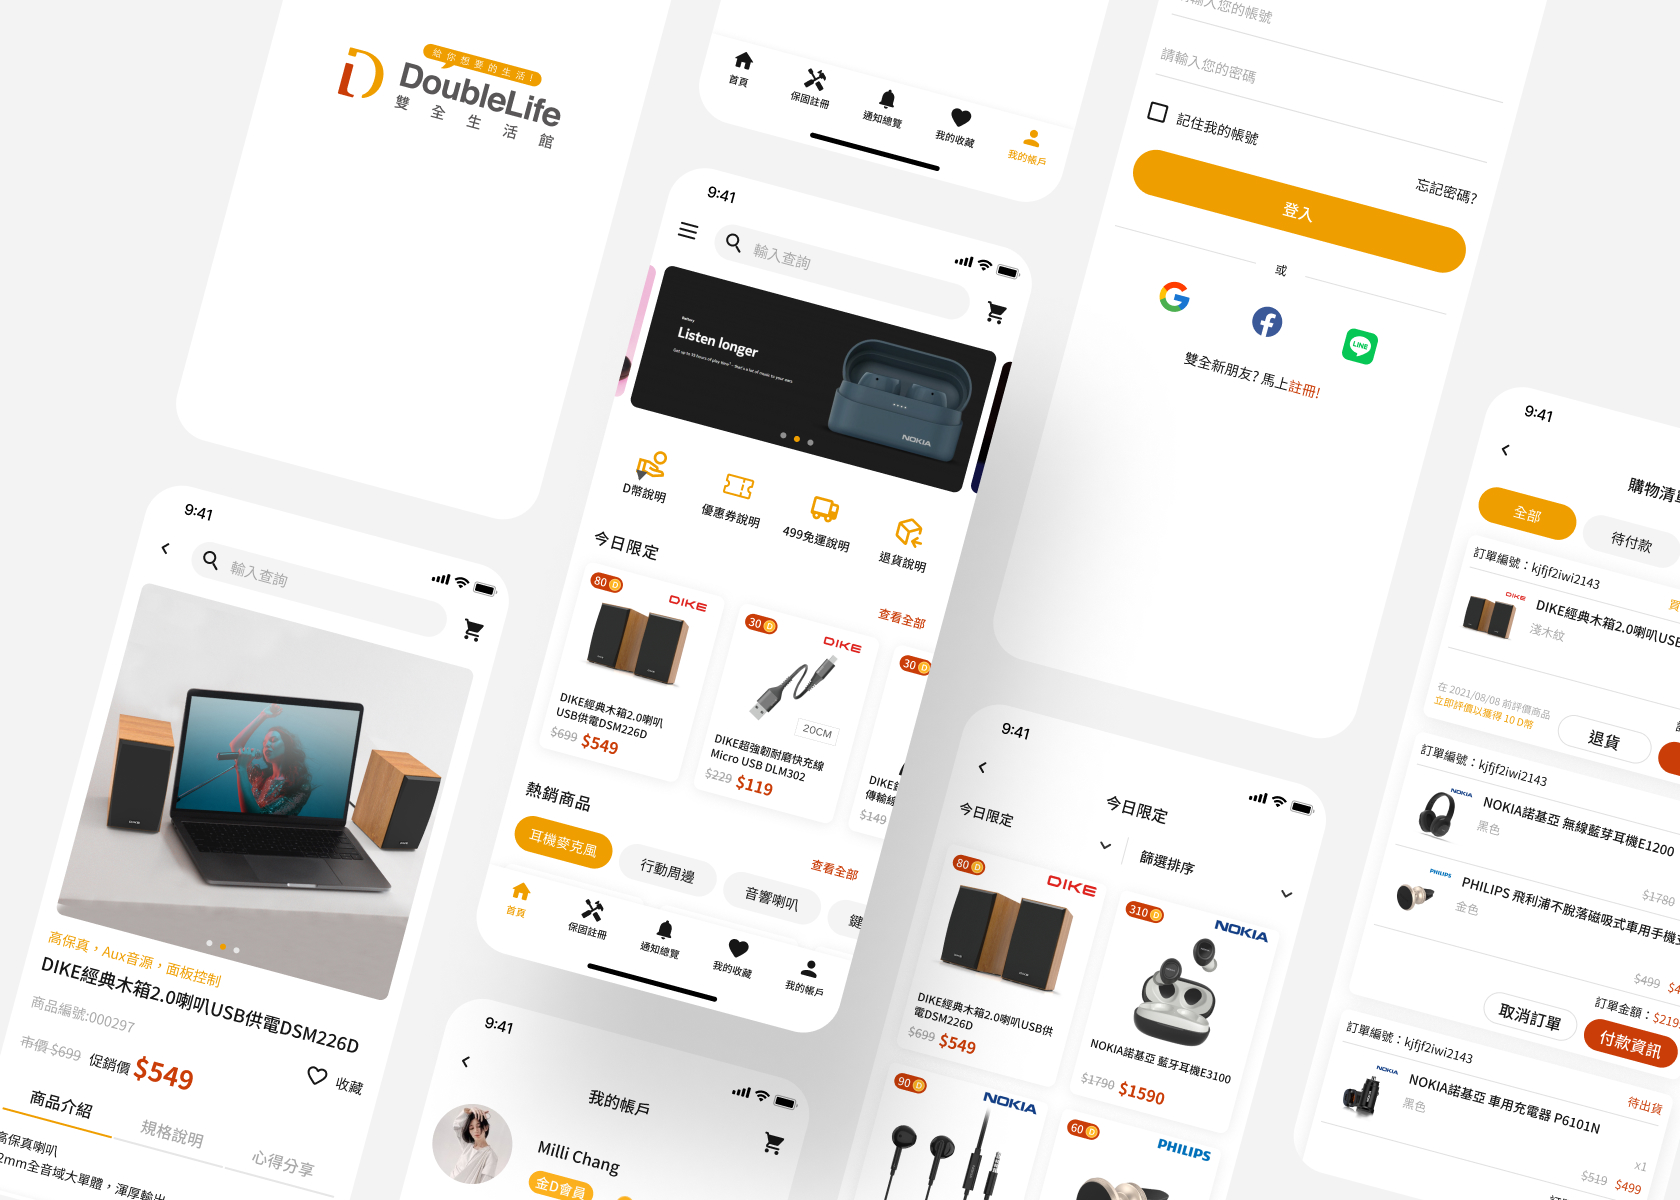 給你想要的生活!
DoubleLife
雙全生活館
首頁
保固註冊
通知總覽
我的收藏
我的帳戶
請輸入您的帳號
請輸入您的密碼
記住我的帳號
忘記密碼?
登入
或
LINE
雙全新朋友? 馬上註冊!
9:41
輸入查詢
Battery
Listen longer
NOKIA
D幣說明
優惠券說明
499免運說明
退貨說明
今日限定
查看全部
80 D
DIKE
DIKE經典木箱2.0喇叭
USB供電DSM226D
$699 $549
30 D
DIKE
20CM
DIKE超強韌耐磨快充線
Micro USB DLM302
$229 $119
30 D
傳輸線
$149
熱銷商品
查看全部
耳機麥克風
行動周邊
音響喇叭
鍵
首頁
保固註冊
通知總覽
我的收藏
我的帳戶
9:41
輸入查詢
高保真，Aux音源，面板控制
DIKE經典木箱2.0喇叭USB供電DSM226D
商品編號:000297
市價 $699 促銷價 $549
收藏
商品介紹
規格說明
心得分享
高保真喇叭
2mm全音域大單體，渾厚輸出
9:41
我的帳戶
Milli Chang
金D會員
9:41
今日限定
今日限定
篩選排序
80 D
DIKE
DIKE經典木箱2.0喇叭USB供
電DSM226D
$699 $549
310 D
NOKIA
NOKIA諾基亞 藍牙耳機E3100
$1790 $1590
90 D
NOKIA
60 D
PHILIPS
9:41
購物清單
全部
待付款
訂單編號：kjfjf2iwi2143
DIKE
DIKE經典木箱2.0喇叭USB
淺木紋
在 2021/08/08 前評價商品
立即評價以獲得 10 D幣
退貨
訂單編號：kjfjf2iwi2143
NOKIA
NOKIA諾基亞 無線藍芽耳機E1200
黑色
$1780
PHILIPS
PHILIPS 飛利浦不脫落磁吸式車用手機
金色
$499
訂單金額：$219
取消訂單
付款資訊
訂單編號：kjfjf2iwi2143
待出貨
NOKIA
NOKIA諾基亞 車用充電器 P6101N
黑色
x1
$519 $499